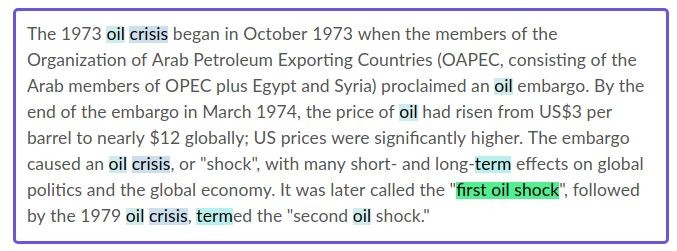 The 1973 oil crisis began in October 1973 when the members of the
Organization of Arab Petroleum Exporting Countries (OAPEC, consisting of the
Arab members of OPEC plus Egypt and Syria) proclaimed an oil embargo. By the
end of the embargo in March 1974, the price of oil had risen from US$3 per
barrel to nearly $12 globally; US prices were significantly higher. The embargo
caused an oil crisis, or "shock", with many short- and long-term effects on global
politics and the global economy. It was later called the "first oil shock", followed
by the 1979 oil crisis, termed the "second oil shock."